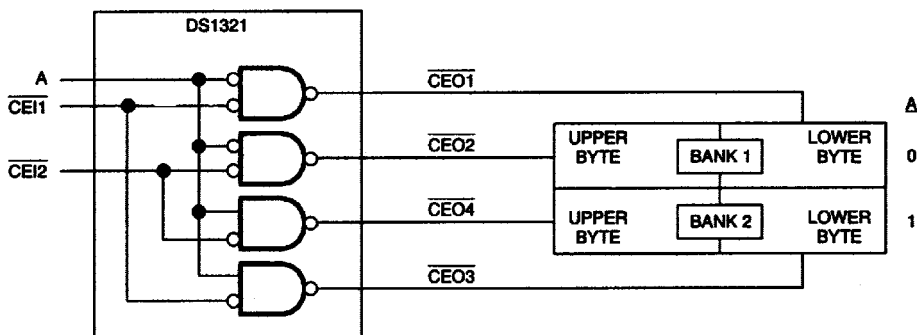 DS1321
A
CEI1
CEI2
CEO1
CEO2
CEO4
CEO3
A
UPPER BYTE
BANK 1
LOWER BYTE
0
UPPER BYTE
BANK 2
LOWER BYTE
1